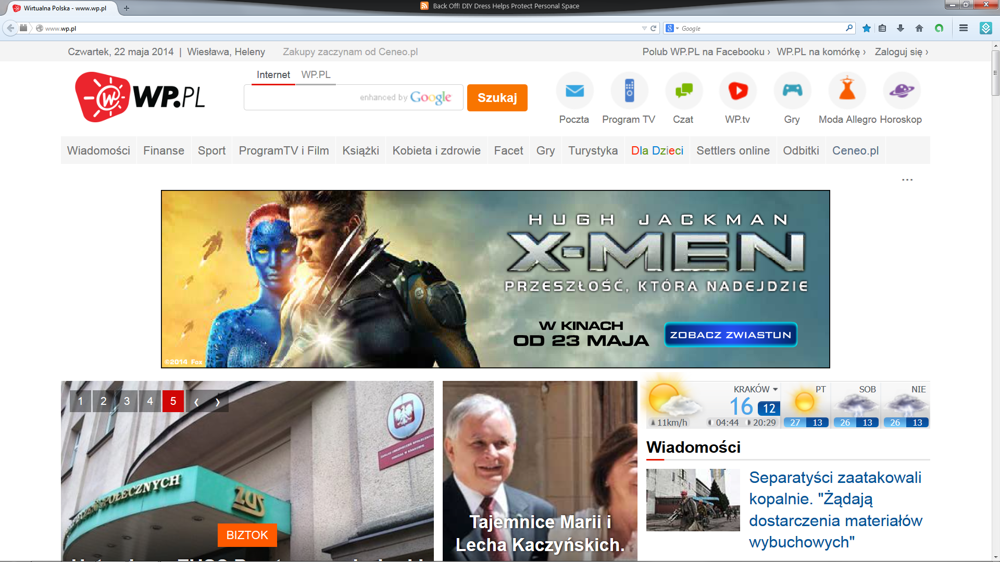 Wirtualna Polska - www.wp.pl
Back Off! DIY Dress Helps Protect Personal Space
www.wp.pl
Google
Czwartek, 22 maja 2014 | Wiesława, Heleny
Zakupy zaczynam od Ceneo.pl
Polub WP.PL na Facebooku ›
WP.PL na komórkę ›
Zaloguj się ›
WP.PL
Internet
WP.PL
enhanced by Google
Szukaj
Poczta
Program TV
Czat
WP.tv
Gry
Moda Allegro
Horoskop
Wiadomości
Finanse
Sport
ProgramTV i Film
Książki
Kobieta i zdrowie
Facet
Gry
Turystyka
Dla Dzieci
Settlers online
Odbitki
Ceneo.pl
...
HUGH JACKMAN
X-MEN
PRZESZŁOŚĆ, KTÓRA NADEJDZIE
W KINACH
OD 23 MAJA
ZOBACZ ZWIASTUN
©2014 Fox
1 2 3 4 5 ‹ ›
ZAKŁAD UBEZPIECZEŃ SPOŁECZNYCH
ODDZIAŁ W KRAKOWIE
SPOŁECZNYCH
ZUS
BIZTOK
Tajemnice Marii i
Lecha Kaczyńskich.
KRAKÓW
16 12
11km/h
04:44
20:29
PT
27 13
SOB
26 13
NIE
26 13
Wiadomości
Separatyści zaatakowali
kopalnie. "Żądają
dostarczenia materiałów
wybuchowych"